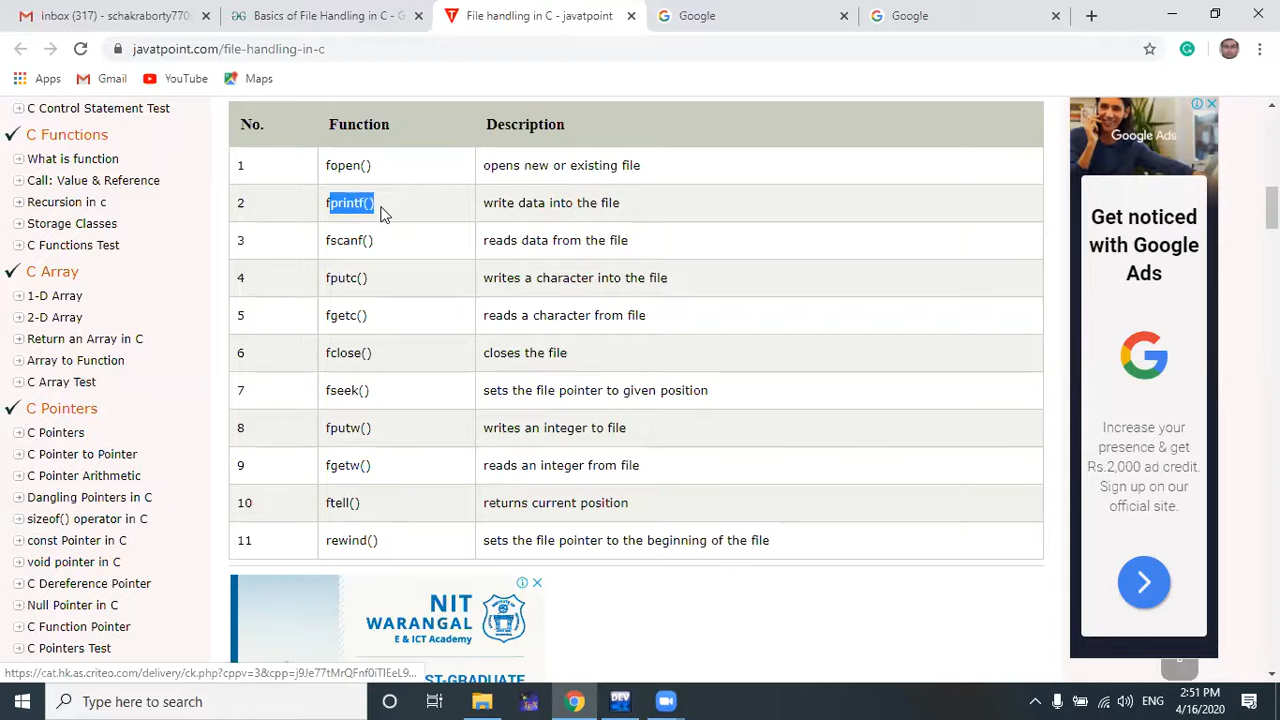 Inbox (317) - schakraborty770
Basics of File Handling in C - G
File handling in C - javatpoint
Google
Google
javatpoint.com/file-handling-in-c
Apps
Gmail
YouTube
Maps
C Control Statement Test
C Functions
What is function
Call: Value & Reference
Recursion in c
Storage Classes
C Functions Test
C Array
1-D Array
2-D Array
Return an Array in C
Array to Function
C Array Test
C Pointers
C Pointers
C Pointer to Pointer
C Pointer Arithmetic
Dangling Pointers in C
sizeof() operator in C
const Pointer in C
void pointer in C
C Dereference Pointer
Null Pointer in C
C Function Pointer
C Pointers Test
No. Function Description
1 fopen() opens new or existing file
2 fprintf() write data into the file
3 fscanf() reads data from the file
4 fputc() writes a character into the file
5 fgetc() reads a character from file
6 fclose() closes the file
7 fseek() sets the file pointer to given position
8 fputw() writes an integer to file
9 fgetw() reads an integer from file
10 ftell() returns current position
11 rewind() sets the file pointer to the beginning of the file
NIT
WARANGAL
E & ICT Academy
ST-GRADUATE
Google Ads
Get noticed
with Google
Ads
Increase your
presence & get
Rs.2,000 ad credit.
Sign up on our
official site.
Type here to search
DEV
ENG
2:51 PM
4/16/2020